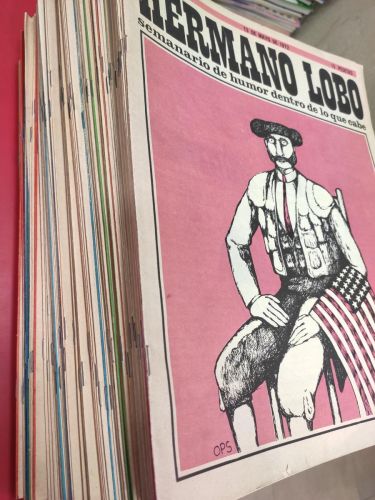 HERMANO LOBO
semanario de humor dentro de lo que cabe
OPS